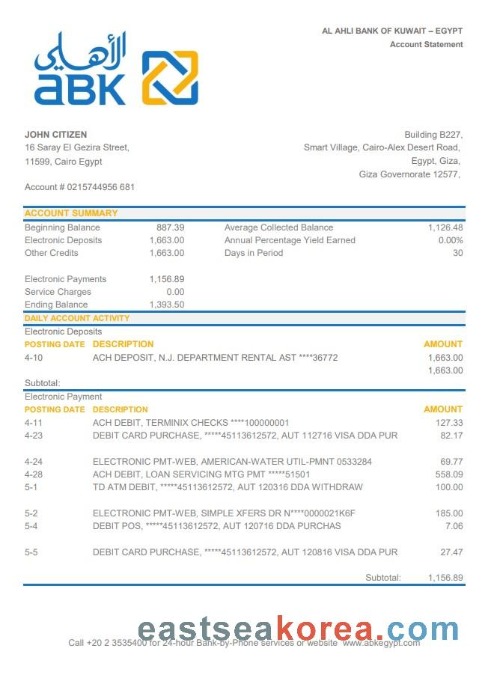 AL AHLI BANK OF KUWAIT – EGYPT
Account Statement
الأهلي
aBK
JOHN CITIZEN
16 Saray El Gezira Street,
11599, Cairo Egypt
Account # 0215744956 681
Building B227,
Smart Village, Cairo-Alex Desert Road,
Egypt, Giza,
Giza Governorate 12577,
ACCOUNT SUMMARY
Beginning Balance 887.39 Average Collected Balance 1,126.48
Electronic Deposits 1,663.00 Annual Percentage Yield Earned 0.00%
Other Credits 1,663.00 Days in Period 30
Electronic Payments 1,156.89
Service Charges 0.00
Ending Balance 1,393.50
DAILY ACCOUNT ACTIVITY
Electronic Deposits
POSTING DATE DESCRIPTION AMOUNT
4-10 ACH DEPOSIT, N.J. DEPARTMENT RENTAL AST ****36772 1,663.00
1,663.00
Subtotal:
Electronic Payment
POSTING DATE DESCRIPTION AMOUNT
4-11 ACH DEBIT, TERMINIX CHECKS ****100000001 127.33
4-23 DEBIT CARD PURCHASE, *****45113612572, AUT 112716 VISA DDA PUR 82.17
4-24 ELECTRONIC PMT-WEB, AMERICAN-WATER UTIL-PMNT 0533284 69.77
4-28 ACH DEBIT, LOAN SERVICING MTG PMT *****51501 558.09
5-1 TD ATM DEBIT, *****45113612572, AUT 120316 DDA WITHDRAW 100.00
5-2 ELECTRONIC PMT-WEB, SIMPLE XFERS DR N****0000021K6F 185.00
5-4 DEBIT POS, *****45113612572, AUT 120716 DDA PURCHAS 7.06
5-5 DEBIT CARD PURCHASE, *****45113612572, AUT 120816 VISA DDA PUR 27.47
Subtotal: 1,156.89
eastseakorea.com
Call +20 2 3535400 for 24-hour Bank-by-Phone services or website www.abkegypt.com